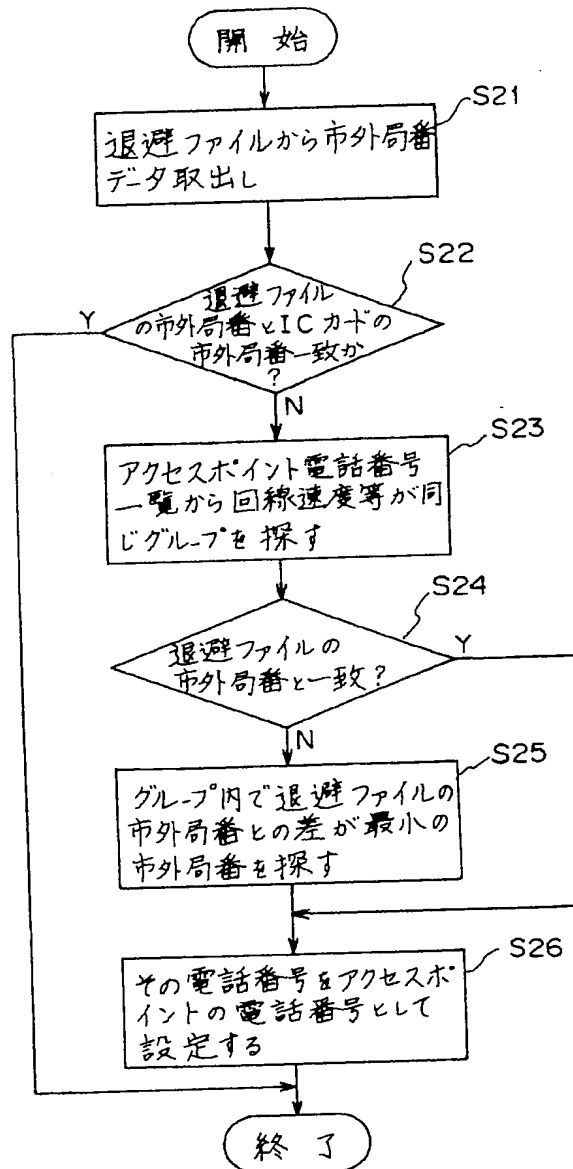 開始
S21
退避ファイルから市外局番
データ取出し
S22
退避ファイル
の市外局番とICカードの
市外局番一致か
?
Y
N
S23
アクセスポイント電話番号
一覧から回線速度等が同
じグループを探す
S24
退避ファイルの
市外局番と一致?
Y
N
S25
グループ内で退避ファイルの
市外局番との差が最小の
市外局番を探す
S26
その電話番号をアクセスポ
イントの電話番号として
設定する
終了